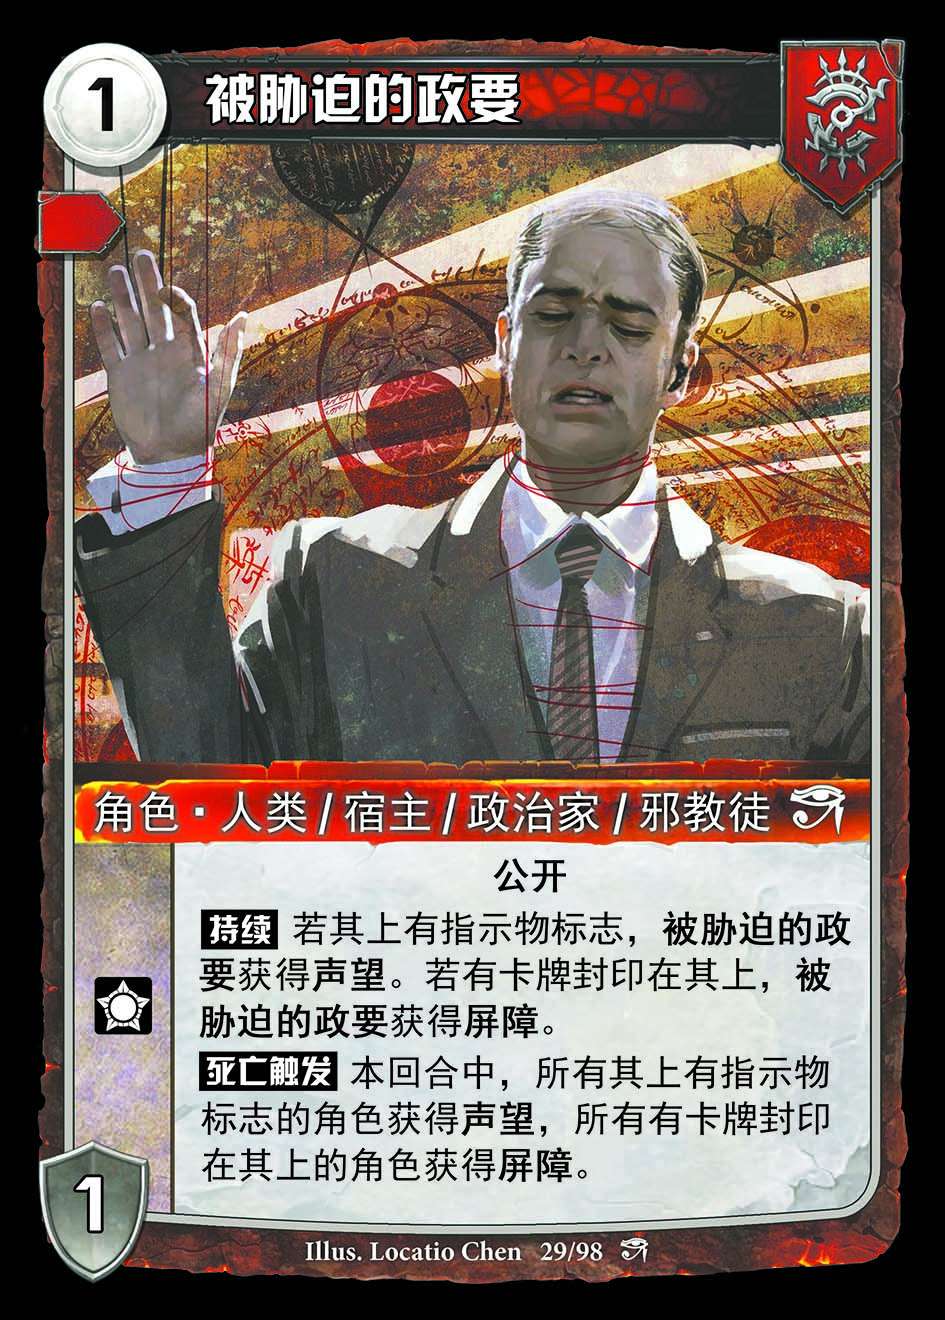 1
被胁迫的政要
角色·人类/宿主/政治家/邪教徒
公开
持续 若其上有指示物标志，被胁迫的政
要获得声望。若有卡牌封印在其上，被
胁迫的政要获得屏障。
死亡触发 本回合中，所有其上有指示物
标志的角色获得声望，所有有卡牌封印
在其上的角色获得屏障。
1
Illus. Locatio Chen 29/98